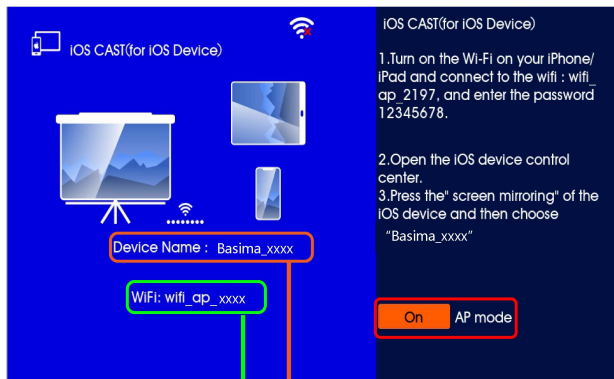 iOS CAST(for iOS Device)
Device Name : Basima_xxxx
WiFi: wifi_ap_xxxx
iOS CAST(for iOS Device)
1.Turn on the Wi-Fi on your iPhone/
iPad and connect to the wifi : wifi_
ap_2197, and enter the password
12345678.
2.Open the iOS device control
center.
3.Press the" screen mirroring" of the
iOS device and then choose
“Basima_xxxx”
On AP mode